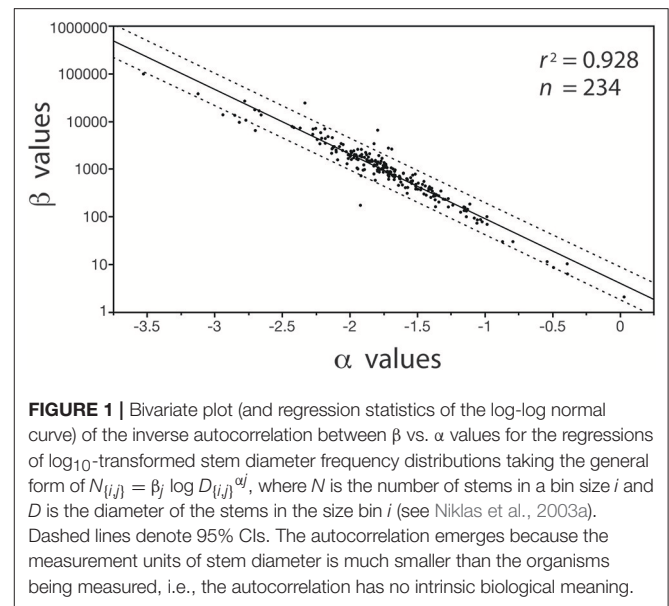 1000000
100000
10000
1000
100
10
1
β values
r² = 0.928
n = 234
-3.5 -3 -2.5 -2 -1.5 -1 -0.5 0
α values
FIGURE 1 | Bivariate plot (and regression statistics of the log-log normal
curve) of the inverse autocorrelation between β vs. α values for the regressions
of log₁₀-transformed stem diameter frequency distributions taking the general
form of N{i,j} = βj log D{i,j}^αj, where N is the number of stems in a bin size i and
D is the diameter of the stems in the size bin i (see Niklas et al., 2003a).
Dashed lines denote 95% CIs. The autocorrelation emerges because the
measurement units of stem diameter is much smaller than the organisms
being measured, i.e., the autocorrelation has no intrinsic biological meaning.